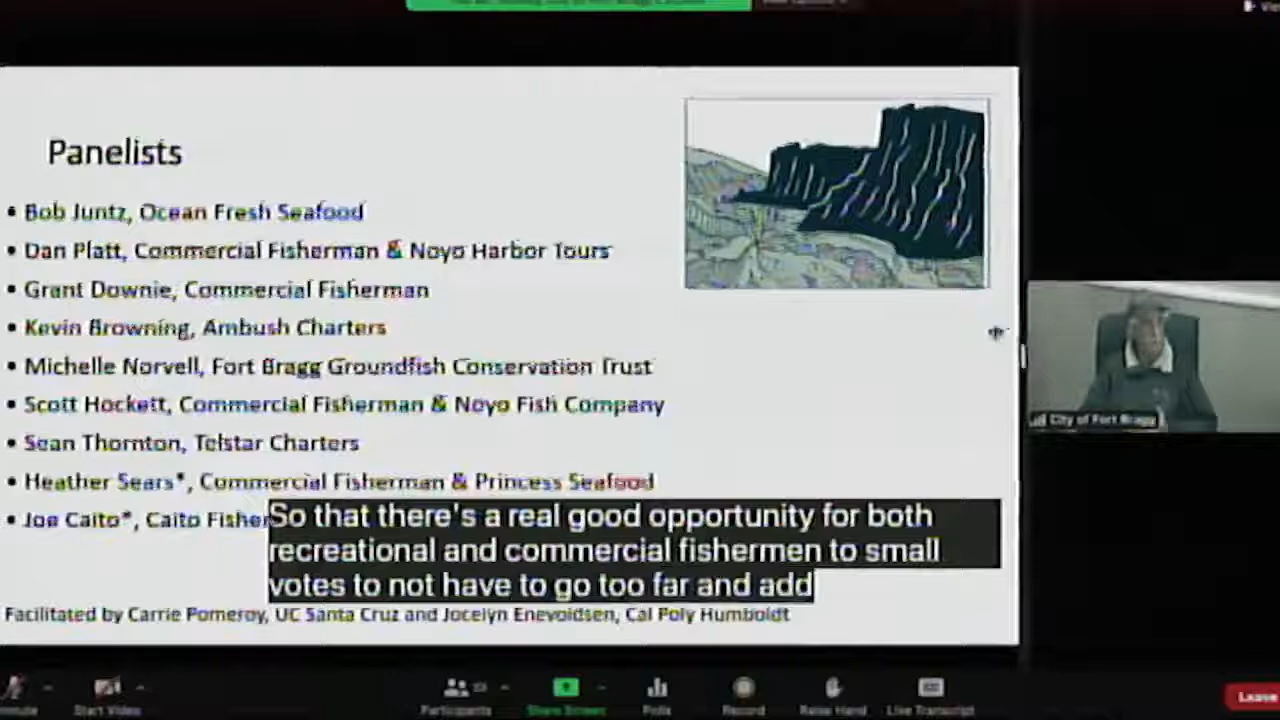 Panelists
• Bob Juntz, Ocean Fresh Seafood
• Dan Platt, Commercial Fisherman & Noyo Harbor Tours
• Grant Downie, Commercial Fisherman
• Kevin Browning, Ambush Charters
• Michelle Norvell, Fort Bragg Groundfish Conservation Trust
• Scott Hockett, Commercial Fisherman & Noyo Fish Company
• Sean Thornton, Telstar Charters
• Heather Sears*, Commercial Fisherman & Princess Seafood
• Joe Caito*, Caito Fisher
So that there's a real good opportunity for both
recreational and commercial fishermen to small
votes to not have to go too far and add
Facilitated by Carrie Pomeroy, UC Santa Cruz and Jocelyn Enevoldsen, Cal Poly Humboldt
City of Fort Bragg
Start Video
Participants
Share Screen
Polls
Record
Raise Hand
Live Transcript
Leave